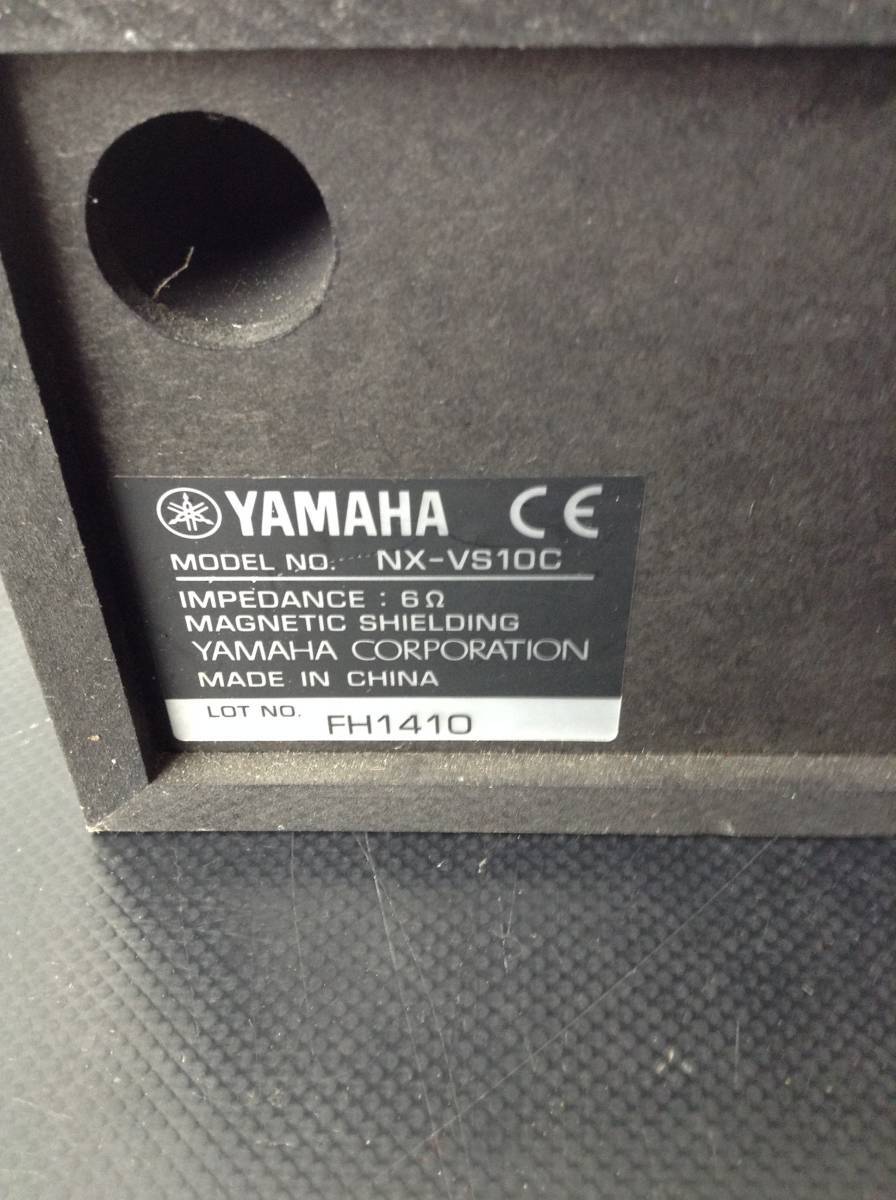 YAMAHA CE
MODEL NO. NX-VS10C
IMPEDANCE : 6Ω
MAGNETIC SHIELDING
YAMAHA CORPORATION
MADE IN CHINA
LOT NO. FH1410